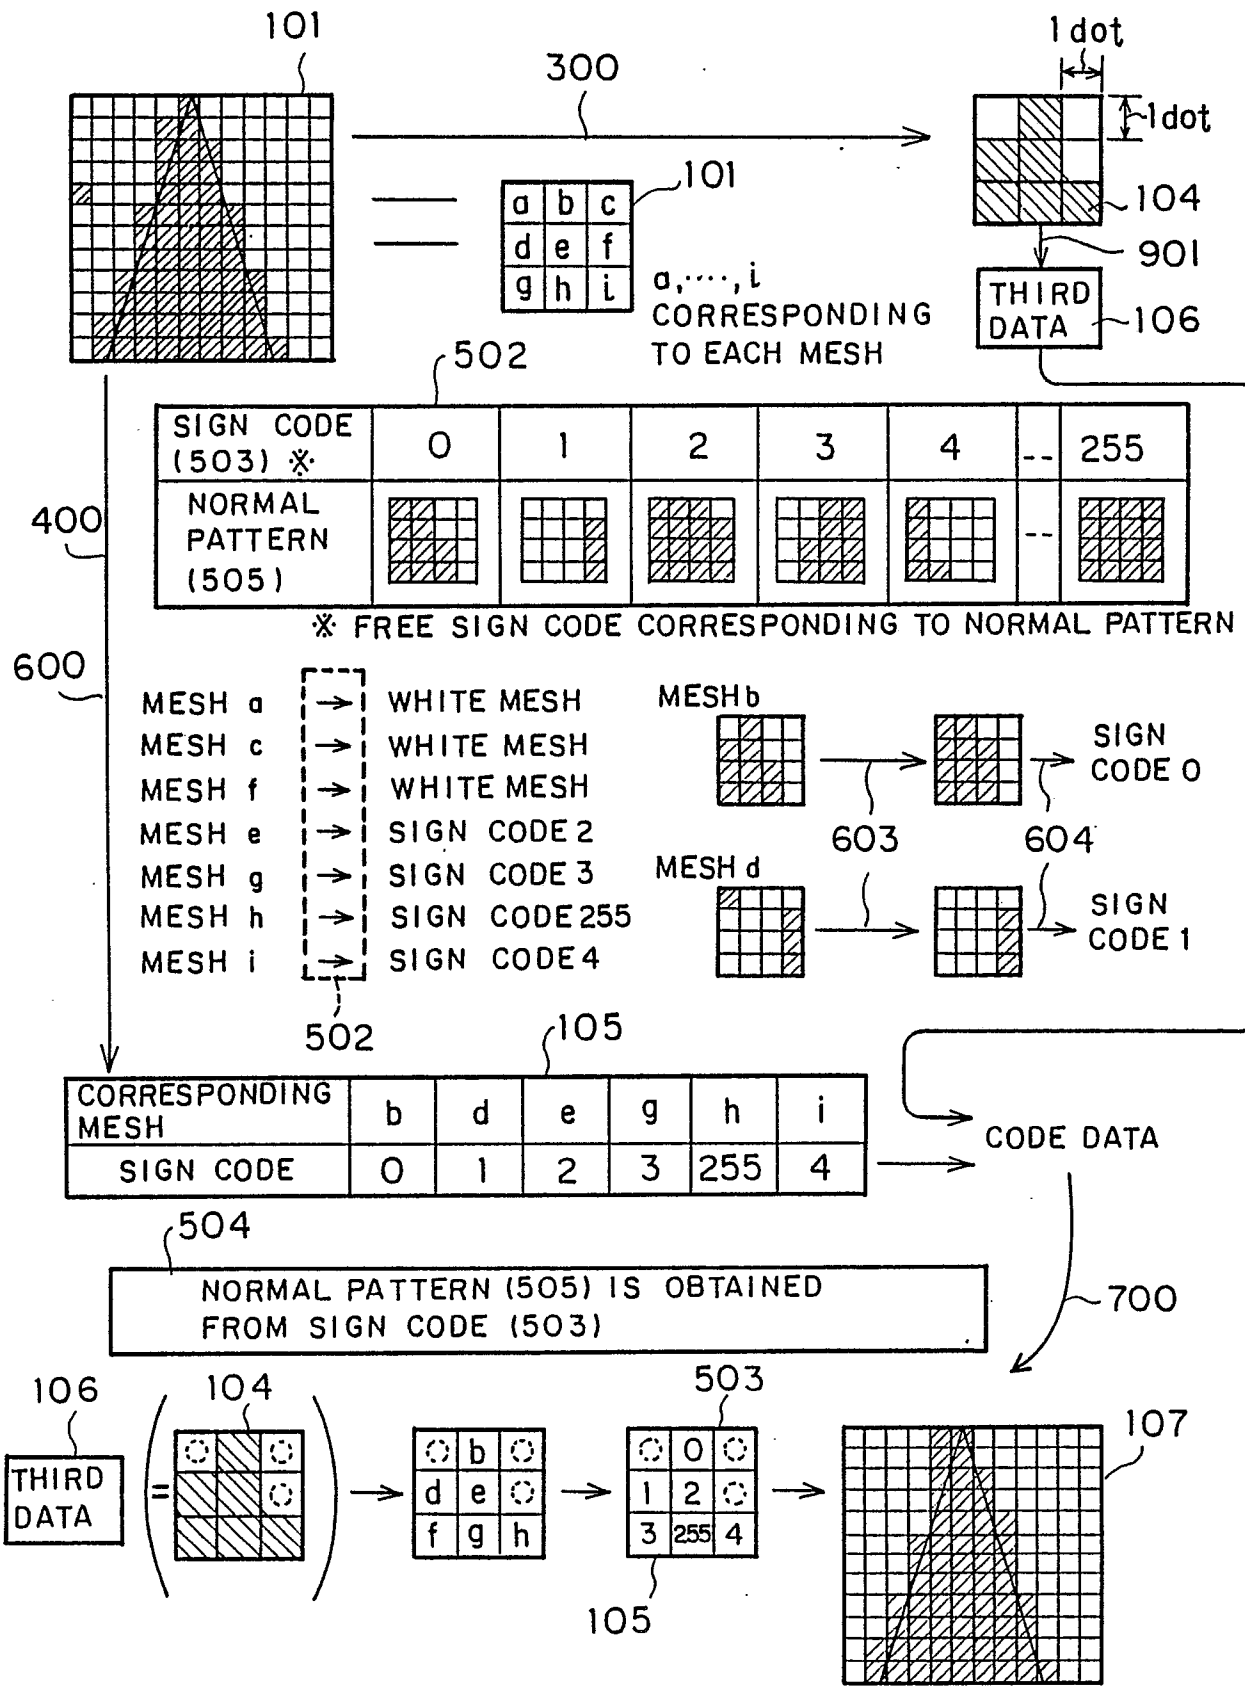 101
300
1 dot
1 dot
101
a b c
d e f
g h i
a,····, i
CORRESPONDING
TO EACH MESH
104
901
THIRD
DATA
106
502
SIGN CODE
(503) ※
0 1 2 3 4 -- 255
NORMAL
PATTERN
(505)
--
※ FREE SIGN CODE CORRESPONDING TO NORMAL PATTERN
400
600
MESH a → WHITE MESH
MESH c → WHITE MESH
MESH f → WHITE MESH
MESH e → SIGN CODE 2
MESH g → SIGN CODE 3
MESH h → SIGN CODE 255
MESH i → SIGN CODE 4
502
MESH b
SIGN
CODE 0
603
604
MESH d
SIGN
CODE 1
105
CORRESPONDING
MESH
b d e g h i
SIGN CODE 0 1 2 3 255 4
CODE DATA
504
NORMAL PATTERN (505) IS OBTAINED
FROM SIGN CODE (503)
700
106
THIRD
DATA
=
104
b
d e
f g h
503
0
1 2
3 255 4
105
107